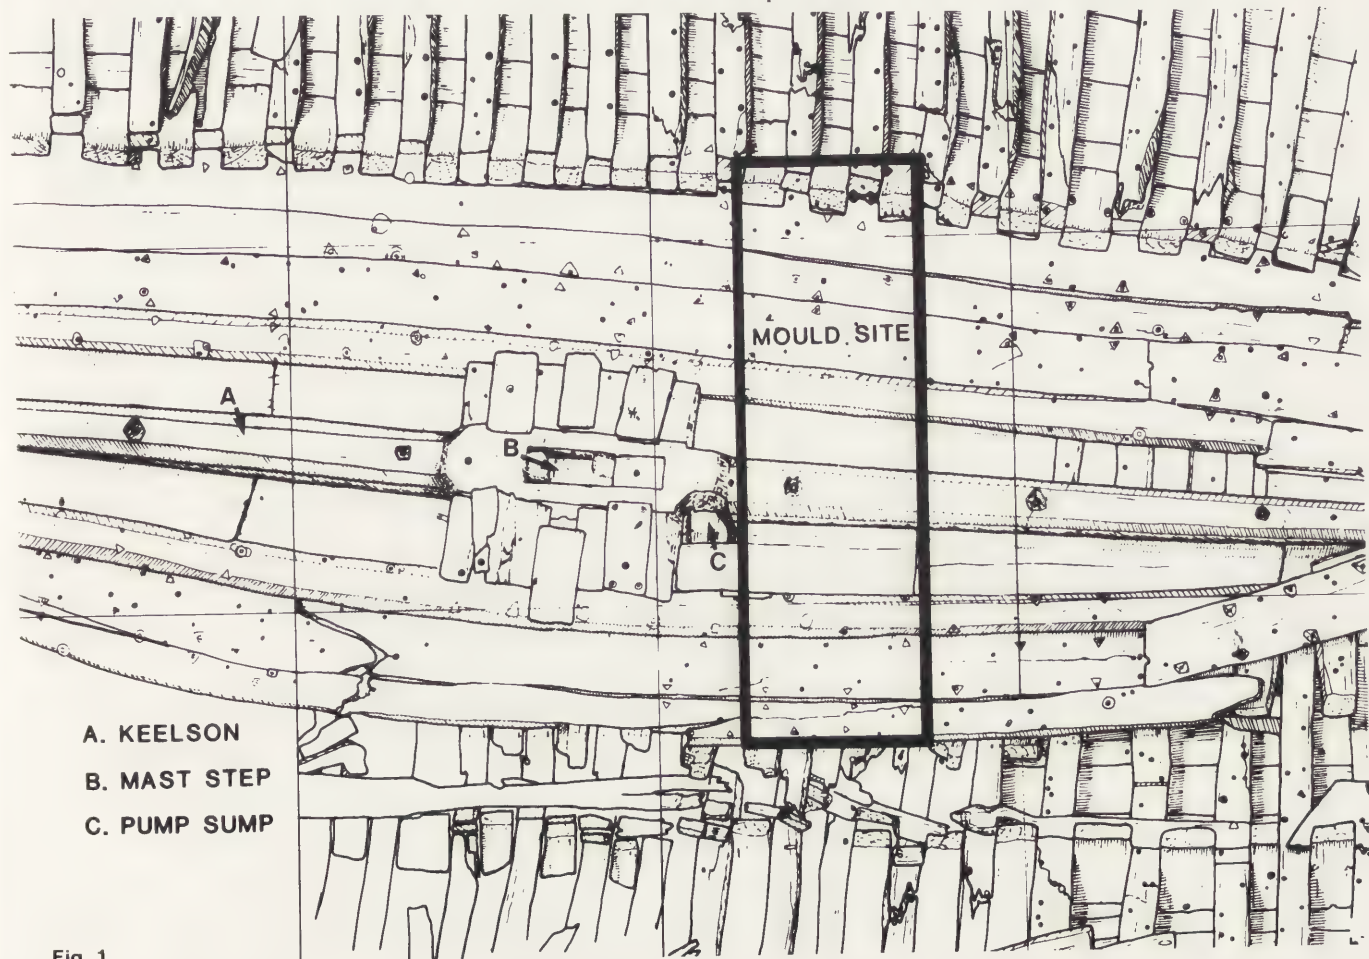 MOULD SITE
A
B
C
A. KEELSON
B. MAST STEP
C. PUMP SUMP
Fig. 1